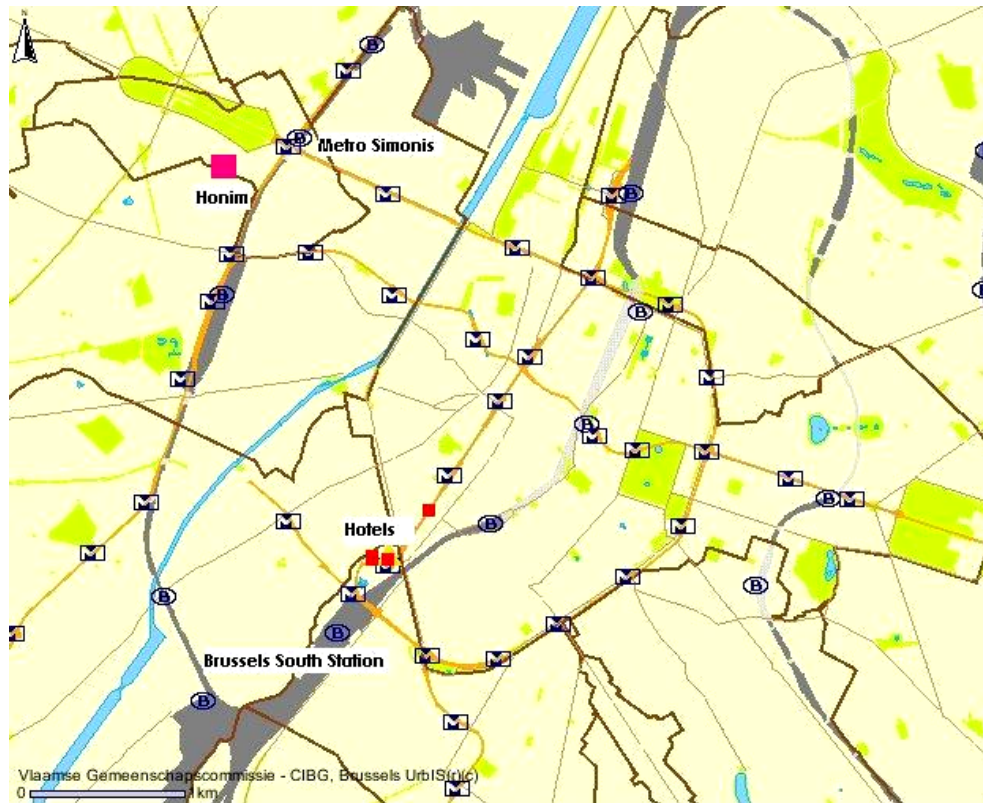 N
Metro Simonis
Honim
Hotels
Brussels South Station
Vlaamse Gemeenschapscommissie - CIBG, Brussels UrbIS(r)(c)
0 1km